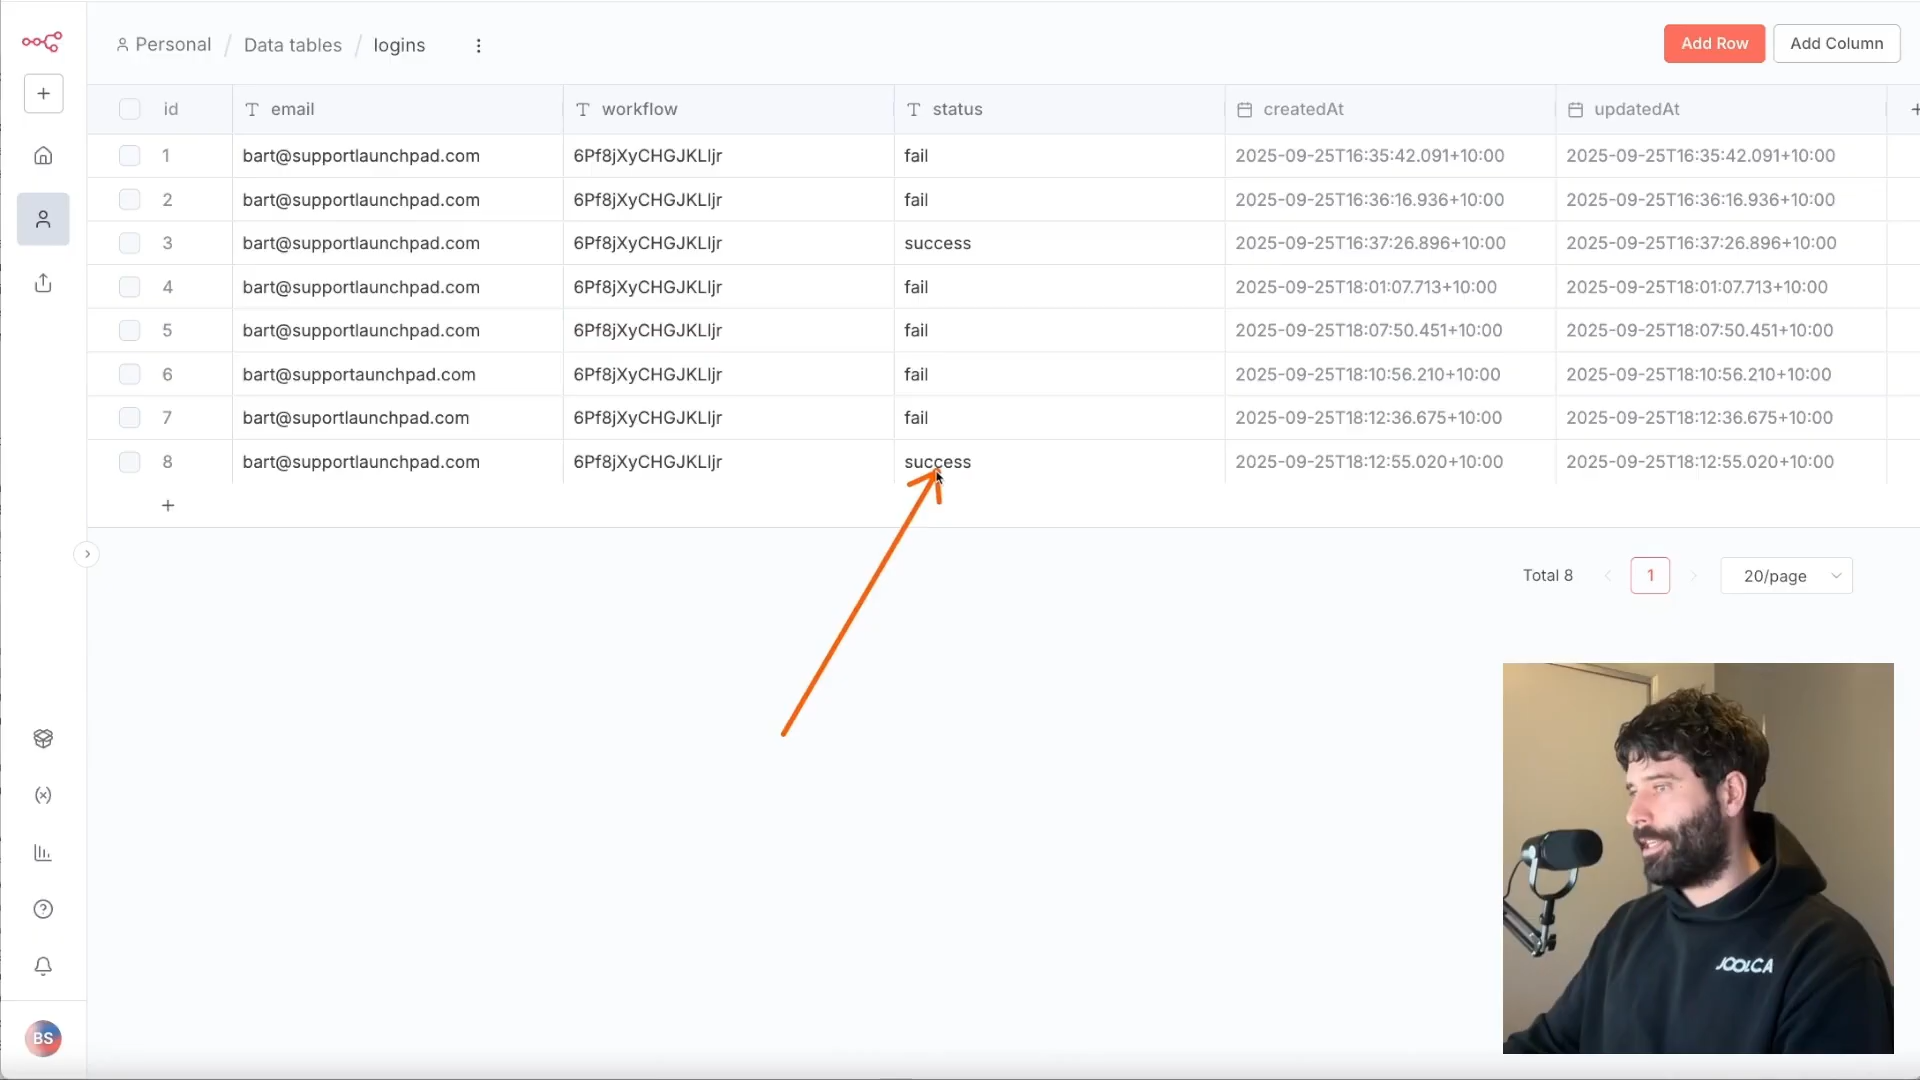 Personal / Data tables / logins
Add Row
Add Column
id email workflow status createdAt updatedAt
1 bart@supportlaunchpad.com 6Pf8jXyCHGJKLljr fail 2025-09-25T16:35:42.091+10:00 2025-09-25T16:35:42.091+10:00
2 bart@supportlaunchpad.com 6Pf8jXyCHGJKLljr fail 2025-09-25T16:36:16.936+10:00 2025-09-25T16:36:16.936+10:00
3 bart@supportlaunchpad.com 6Pf8jXyCHGJKLljr success 2025-09-25T16:37:26.896+10:00 2025-09-25T16:37:26.896+10:00
4 bart@supportlaunchpad.com 6Pf8jXyCHGJKLljr fail 2025-09-25T18:01:07.713+10:00 2025-09-25T18:01:07.713+10:00
5 bart@supportlaunchpad.com 6Pf8jXyCHGJKLljr fail 2025-09-25T18:07:50.451+10:00 2025-09-25T18:07:50.451+10:00
6 bart@supportaunchpad.com 6Pf8jXyCHGJKLljr fail 2025-09-25T18:10:56.210+10:00 2025-09-25T18:10:56.210+10:00
7 bart@suportlaunchpad.com 6Pf8jXyCHGJKLljr fail 2025-09-25T18:12:36.675+10:00 2025-09-25T18:12:36.675+10:00
8 bart@supportlaunchpad.com 6Pf8jXyCHGJKLljr success 2025-09-25T18:12:55.020+10:00 2025-09-25T18:12:55.020+10:00
Total 8
1
20/page
JOOLCA
BS